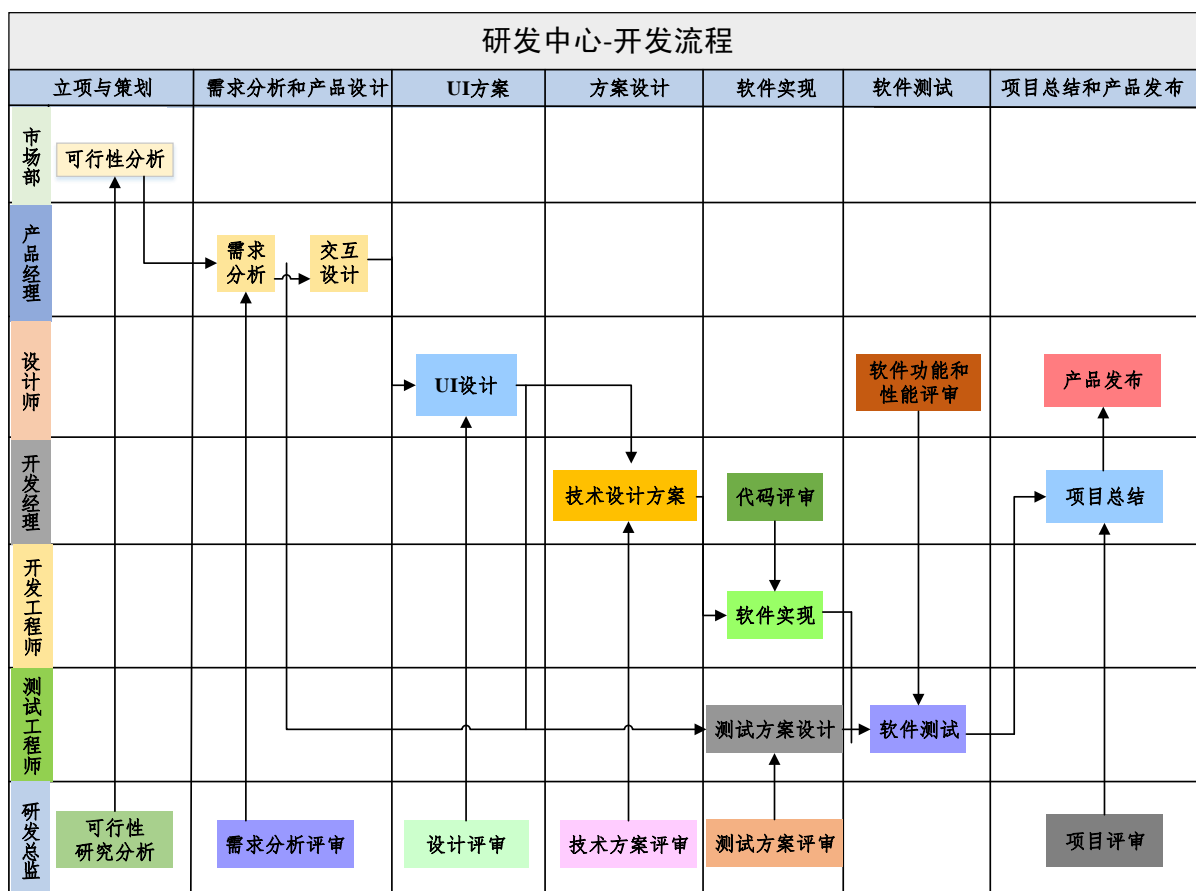 研发中心-开发流程
立项与策划
需求分析和产品设计
UI方案
方案设计
软件实现
软件测试
项目总结和产品发布
市场部
可行性分析
产品经理
需求
分析
交互
设计
设计师
UI设计
软件功能和
性能评审
产品发布
开发经理
技术设计方案
代码评审
项目总结
开发工程师
软件实现
测试工程师
测试方案设计
软件测试
研发总监
可行性
研究分析
需求分析评审
设计评审
技术方案评审
测试方案评审
项目评审